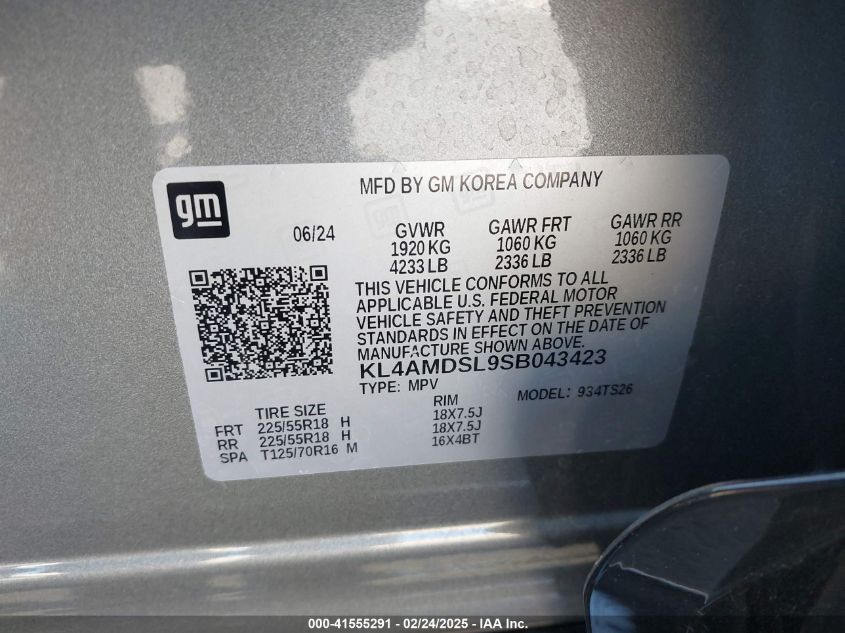 gm
MFD BY GM KOREA COMPANY
06/24
GVWR GAWR FRT GAWR RR
1920 KG 1060 KG 1060 KG
4233 LB 2336 LB 2336 LB
THIS VEHICLE CONFORMS TO ALL
APPLICABLE U.S. FEDERAL MOTOR
VEHICLE SAFETY AND THEFT PREVENTION
STANDARDS IN EFFECT ON THE DATE OF
MANUFACTURE SHOWN ABOVE.
KL4AMDSL9SB043423
TYPE: MPV MODEL: 934TS26
TIRE SIZE RIM
FRT 225/55R18 H 18X7.5J
RR 225/55R18 H 18X7.5J
SPA T125/70R16 M 16X4BT
000-41555291 - 02/24/2025 - IAA Inc.